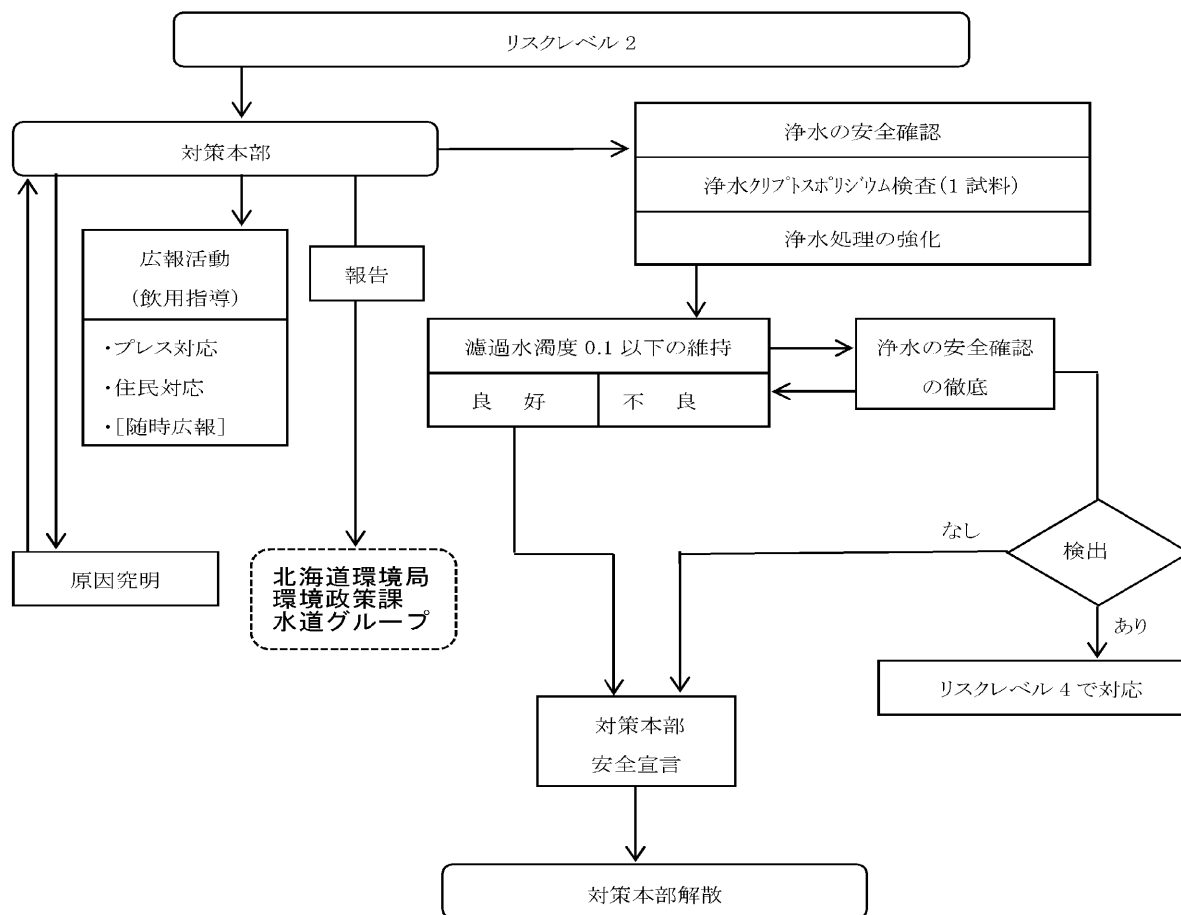 リスクレベル 2
対策本部
浄水の安全確認
浄水クリプトスポリジウム検査(1 試料)
浄水処理の強化
広報活動
(飲用指導)
・プレス対応
・住民対応
・[随時広報]
報告
濾過水濁度 0.1 以下の維持
良 好
不 良
浄水の安全確認
の徹底
原因究明
北海道環境局
環境政策課
水道グループ
なし
検出
あり
リスクレベル 4 で対応
対策本部
安全宣言
対策本部解散